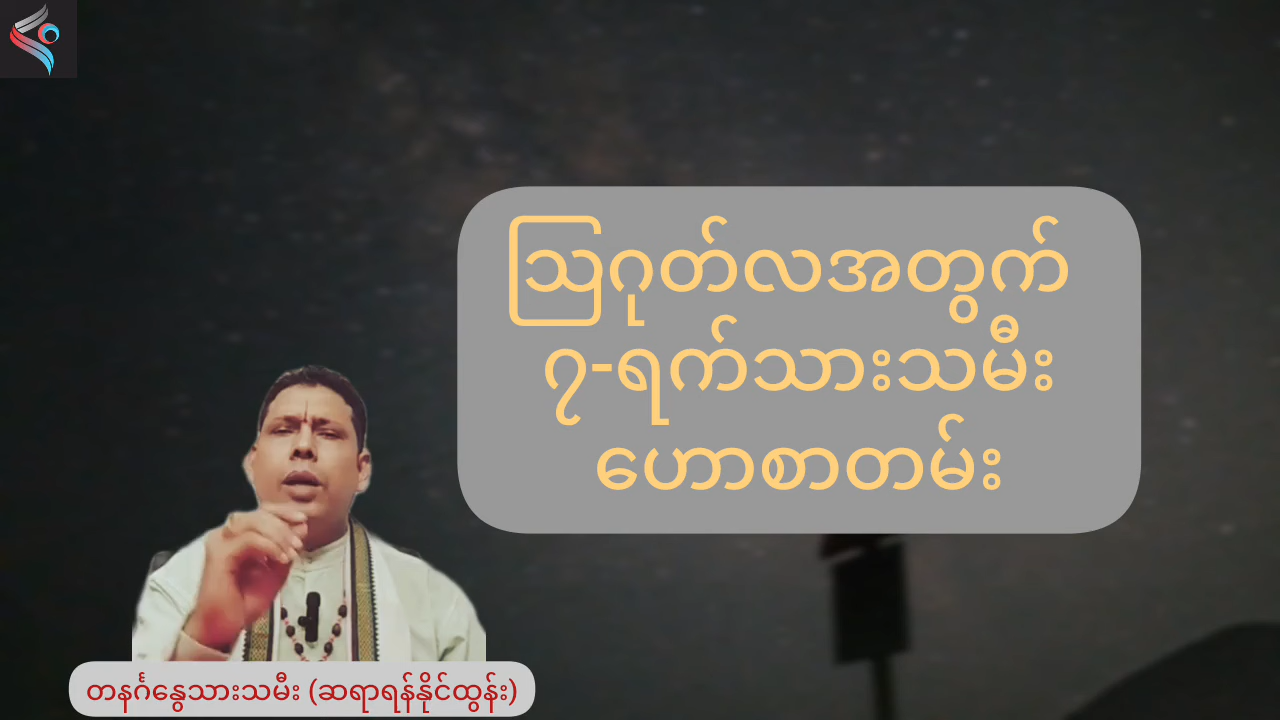 ဩဂုတ်လအတွက်
၇-ရက်သားသမီး
ဟောစာတမ်း
တနင်္ဂနွေသားသမီး (ဆရာရန်နိုင်ထွန်း)